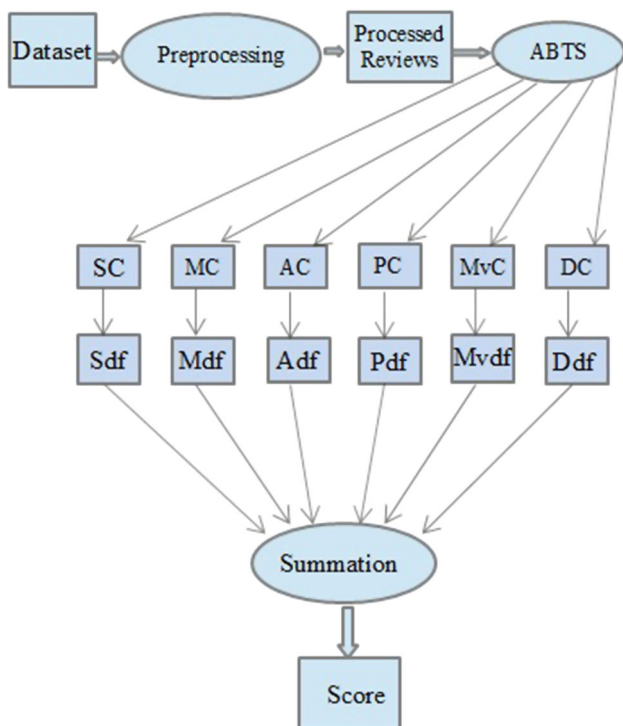 Dataset
Preprocessing
Processed
Reviews
ABTS
SC
MC
AC
PC
MvC
DC
Sdf
Mdf
Adf
Pdf
Mvdf
Ddf
Summation
Score